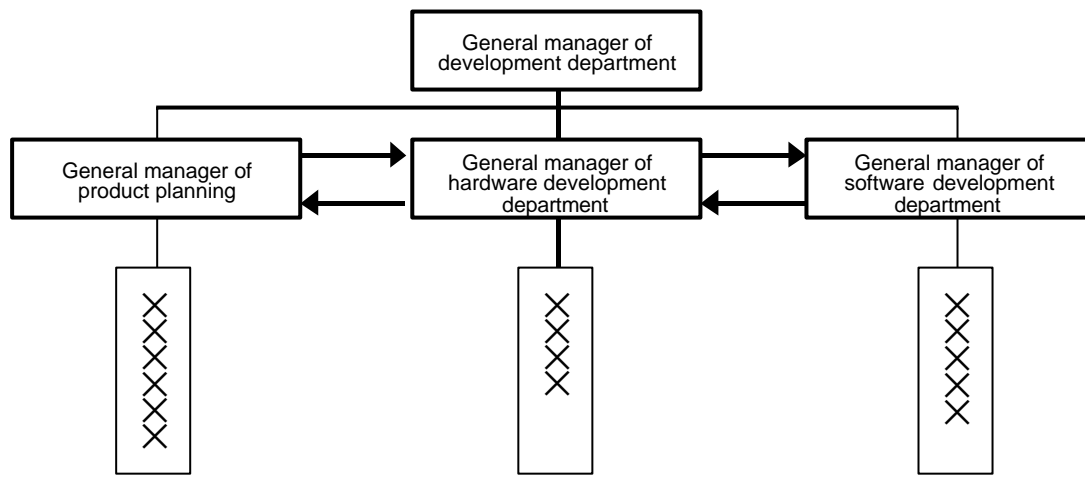 General manager of
development department
General manager of
product planning
General manager of
hardware development
department
General manager of
software development
department